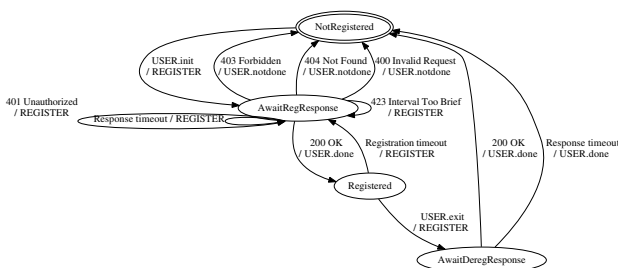 NotRegistered
USER.init
/ REGISTER
403 Forbidden
/ USER.notdone
404 Not Found
/ USER.notdone
400 Invalid Request
/ USER.notdone
AwaitRegResponse
401 Unauthorized
/ REGISTER
Response timeout / REGISTER
423 Interval Too Brief
/ REGISTER
200 OK
/ USER.done
Registration timeout
/ REGISTER
200 OK
/ USER.done
Response timeout
/ USER.done
Registered
USER.exit
/ REGISTER
AwaitDeregResponse